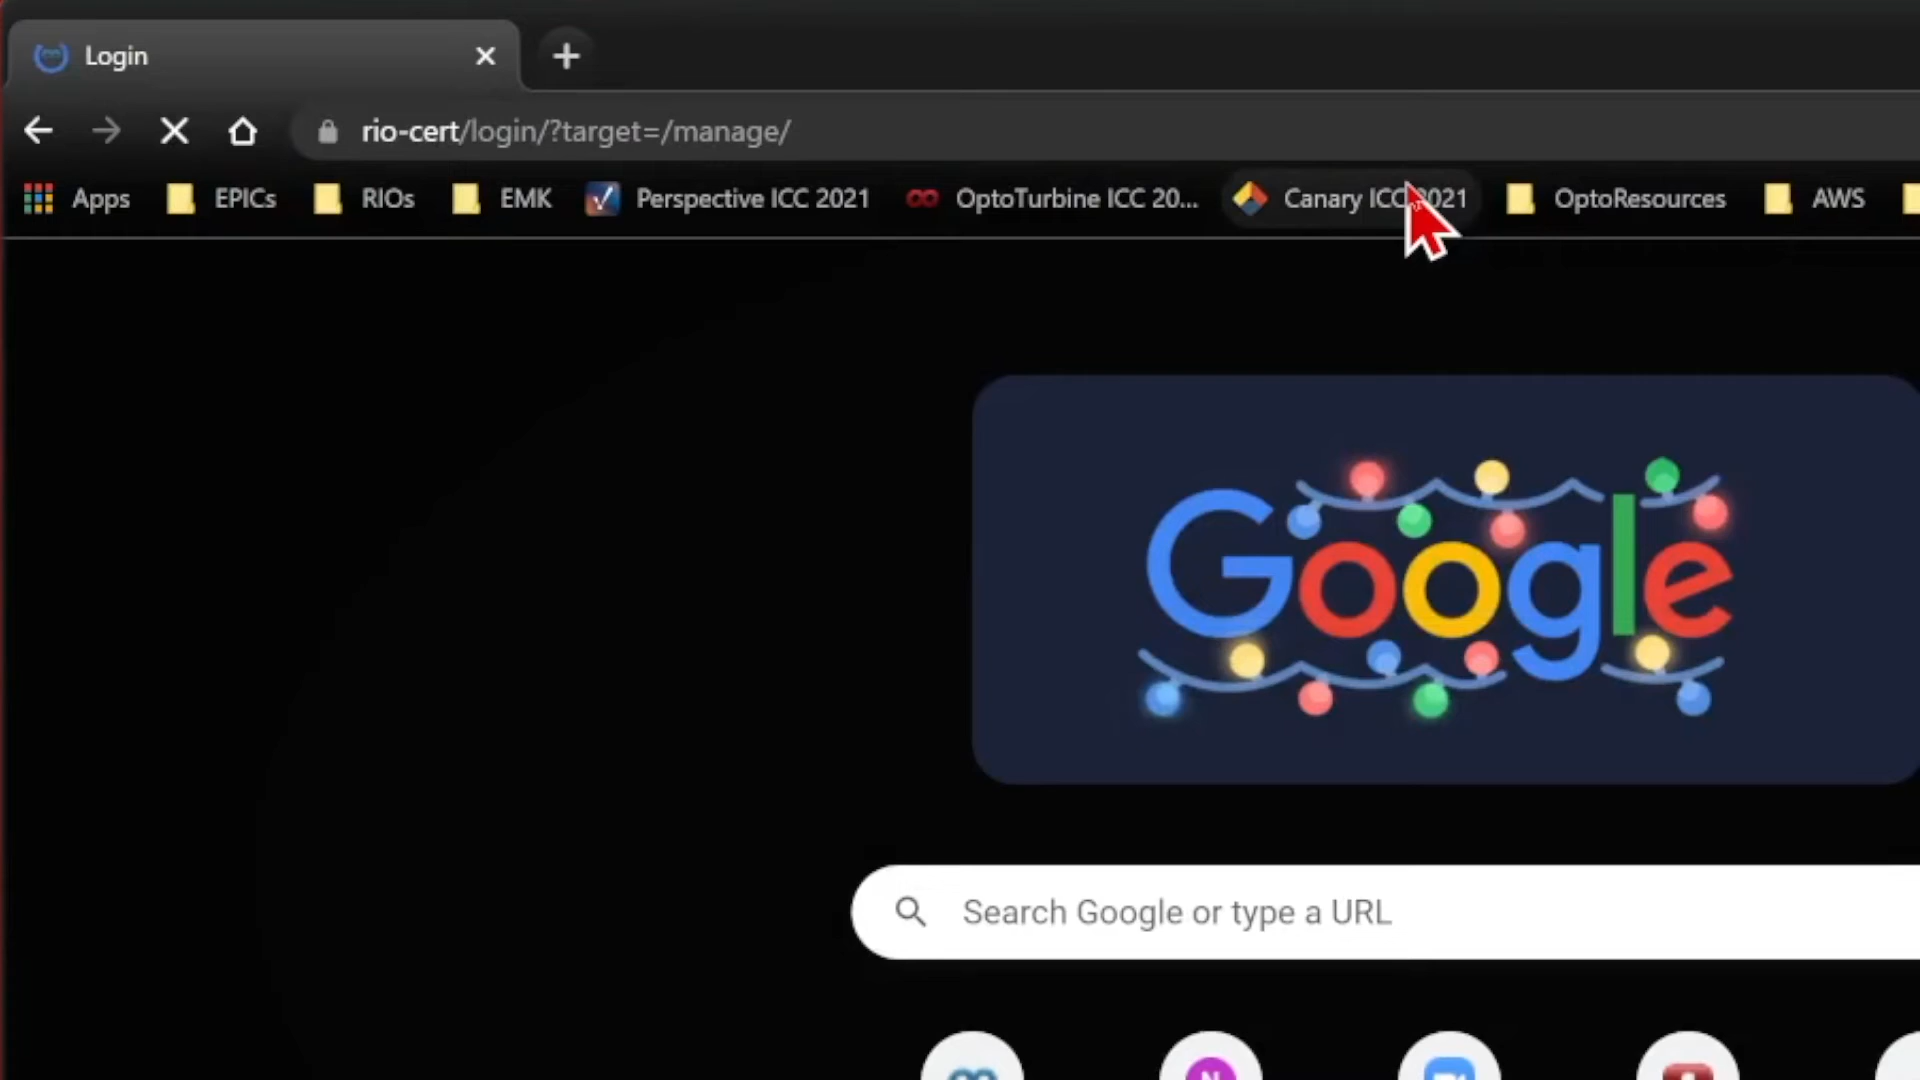 Login
rio-cert/login/?target=/manage/
Apps EPICs RIOs EMK Perspective ICC 2021 OptoTurbine ICC 20... Canary ICC 2021 OptoResources AWS
Google
Search Google or type a URL
N